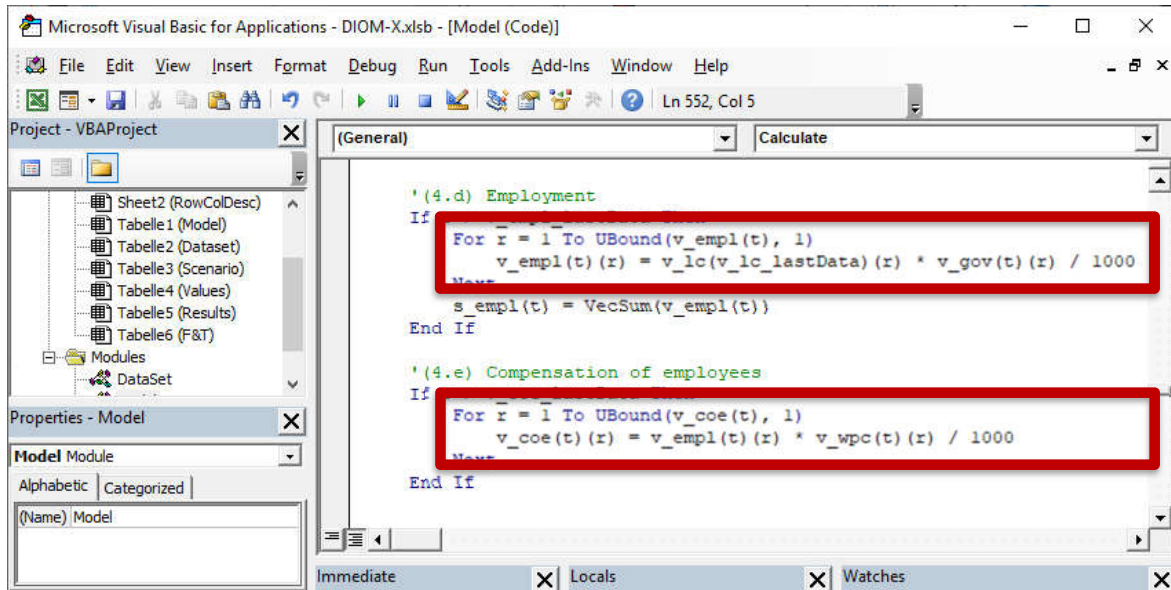 Microsoft Visual Basic for Applications - DIOM-X.xlsb - [Model (Code)]
File Edit View Insert Format Debug Run Tools Add-Ins Window Help
Ln 552, Col 5
Project - VBAProject
Sheet2 (RowColDesc)
Tabelle1 (Model)
Tabelle2 (Dataset)
Tabelle3 (Scenario)
Tabelle4 (Values)
Tabelle5 (Results)
Tabelle6 (F&T)
Modules
DataSet
Properties - Model
Model Module
Alphabetic Categorized
(Name) Model
(General) Calculate
'(4.d) Employment
If
For r = 1 To UBound(v_empl(t), 1)
v_empl(t)(r) = v_lc(v_lc_lastData)(r) * v_gov(t)(r) / 1000
Next
s_empl(t) = VecSum(v_empl(t))
End If
'(4.e) Compensation of employees
If
For r = 1 To UBound(v_coe(t), 1)
v_coe(t)(r) = v_empl(t)(r) * v_wpc(t)(r) / 1000
Next
End If
Immediate Locals Watches